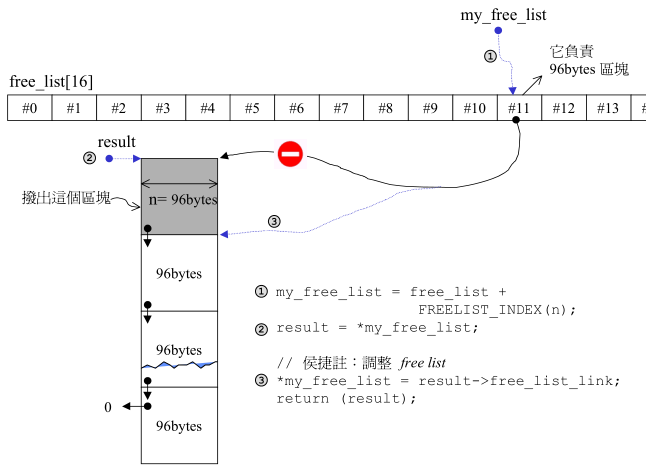 my_free_list
①
它負責
96bytes 區塊
free_list[16]
#0 #1 #2 #3 #4 #5 #6 #7 #8 #9 #10 #11 #12 #13 #
result
②
撥出這個區塊
n= 96bytes
③
96bytes
96bytes
0
96bytes
① my_free_list = free_list +
FREELIST_INDEX(n);
② result = *my_free_list;
// 侯捷註：調整 free list
③ *my_free_list = result->free_list_link;
return (result);